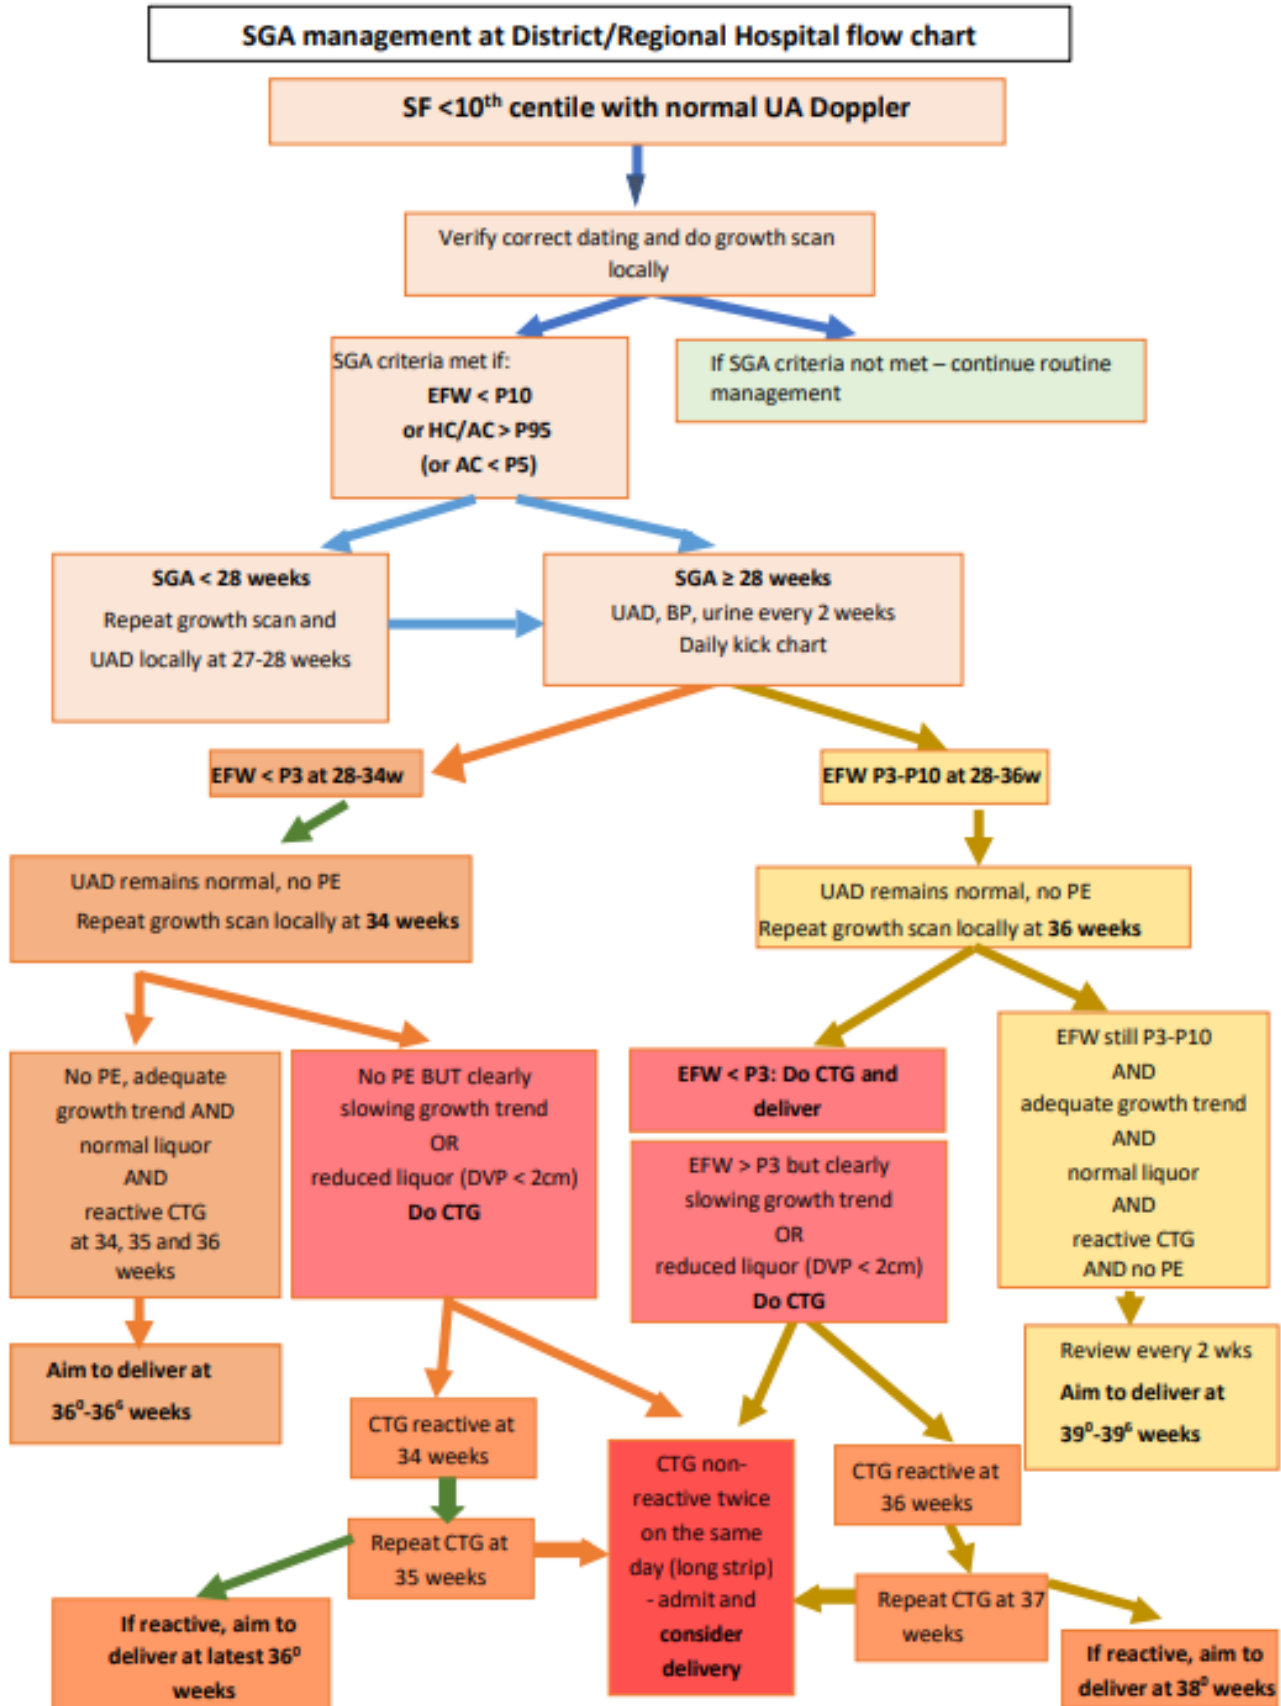 SGA management at District/Regional Hospital flow chart
SF <10th centile with normal UA Doppler
Verify correct dating and do growth scan
locally
SGA criteria met if:
EFW < P10
or HC/AC > P95
(or AC < P5)
If SGA criteria not met – continue routine
management
SGA < 28 weeks
Repeat growth scan and
UAD locally at 27-28 weeks
SGA ≥ 28 weeks
UAD, BP, urine every 2 weeks
Daily kick chart
EFW < P3 at 28-34w
EFW P3-P10 at 28-36w
UAD remains normal, no PE
Repeat growth scan locally at 34 weeks
UAD remains normal, no PE
Repeat growth scan locally at 36 weeks
No PE, adequate
growth trend AND
normal liquor
AND
reactive CTG
at 34, 35 and 36
weeks
No PE BUT clearly
slowing growth trend
OR
reduced liquor (DVP < 2cm)
Do CTG
EFW < P3: Do CTG and
deliver
EFW > P3 but clearly
slowing growth trend
OR
reduced liquor (DVP < 2cm)
Do CTG
EFW still P3-P10
AND
adequate growth trend
AND
normal liquor
AND
reactive CTG
AND no PE
Aim to deliver at
36⁰-36⁶ weeks
Review every 2 wks
Aim to deliver at
39⁰-39⁶ weeks
CTG reactive at
34 weeks
Repeat CTG at
35 weeks
If reactive, aim to
deliver at latest 36⁰
weeks
CTG non-
reactive twice
on the same
day (long strip)
- admit and
consider
delivery
CTG reactive at
36 weeks
Repeat CTG at 37
weeks
If reactive, aim to
deliver at 38⁰ weeks